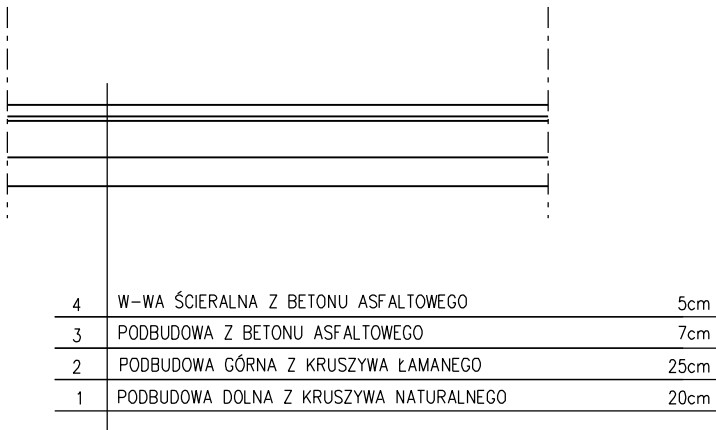 4 W-WA ŚCIERALNA Z BETONU ASFALTOWEGO 5cm
3 PODBUDOWA Z BETONU ASFALTOWEGO 7cm
2 PODBUDOWA GÓRNA Z KRUSZYWA ŁAMANEGO 25cm
1 PODBUDOWA DOLNA Z KRUSZYWA NATURALNEGO 20cm